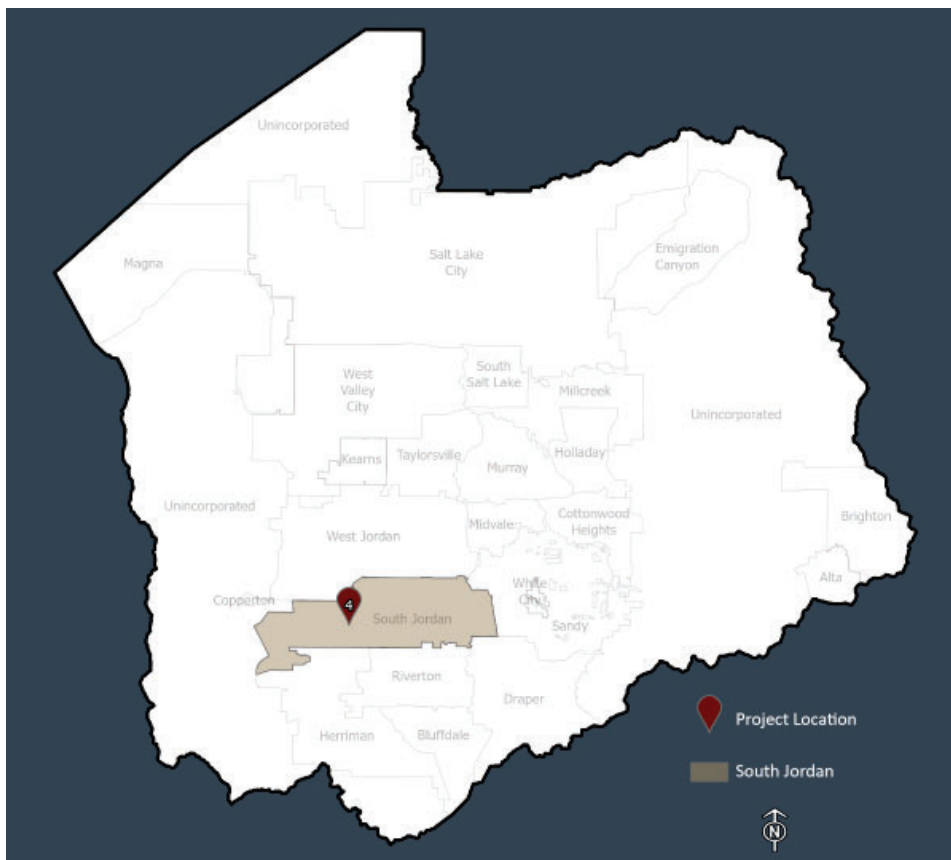 Unincorporated
Magna
Salt Lake
City
Emigration
Canyon
West
Valley
City
South
Salt Lake
Millcreek
Unincorporated
Kearns
Taylorsville
Murray
Holladay
Unincorporated
West Jordan
Midvale
Cottonwood
Heights
Brighton
Alta
Copperton
4
South Jordan
White
City
Sandy
Riverton
Draper
Herriman
Bluffdale
Project Location
South Jordan
N